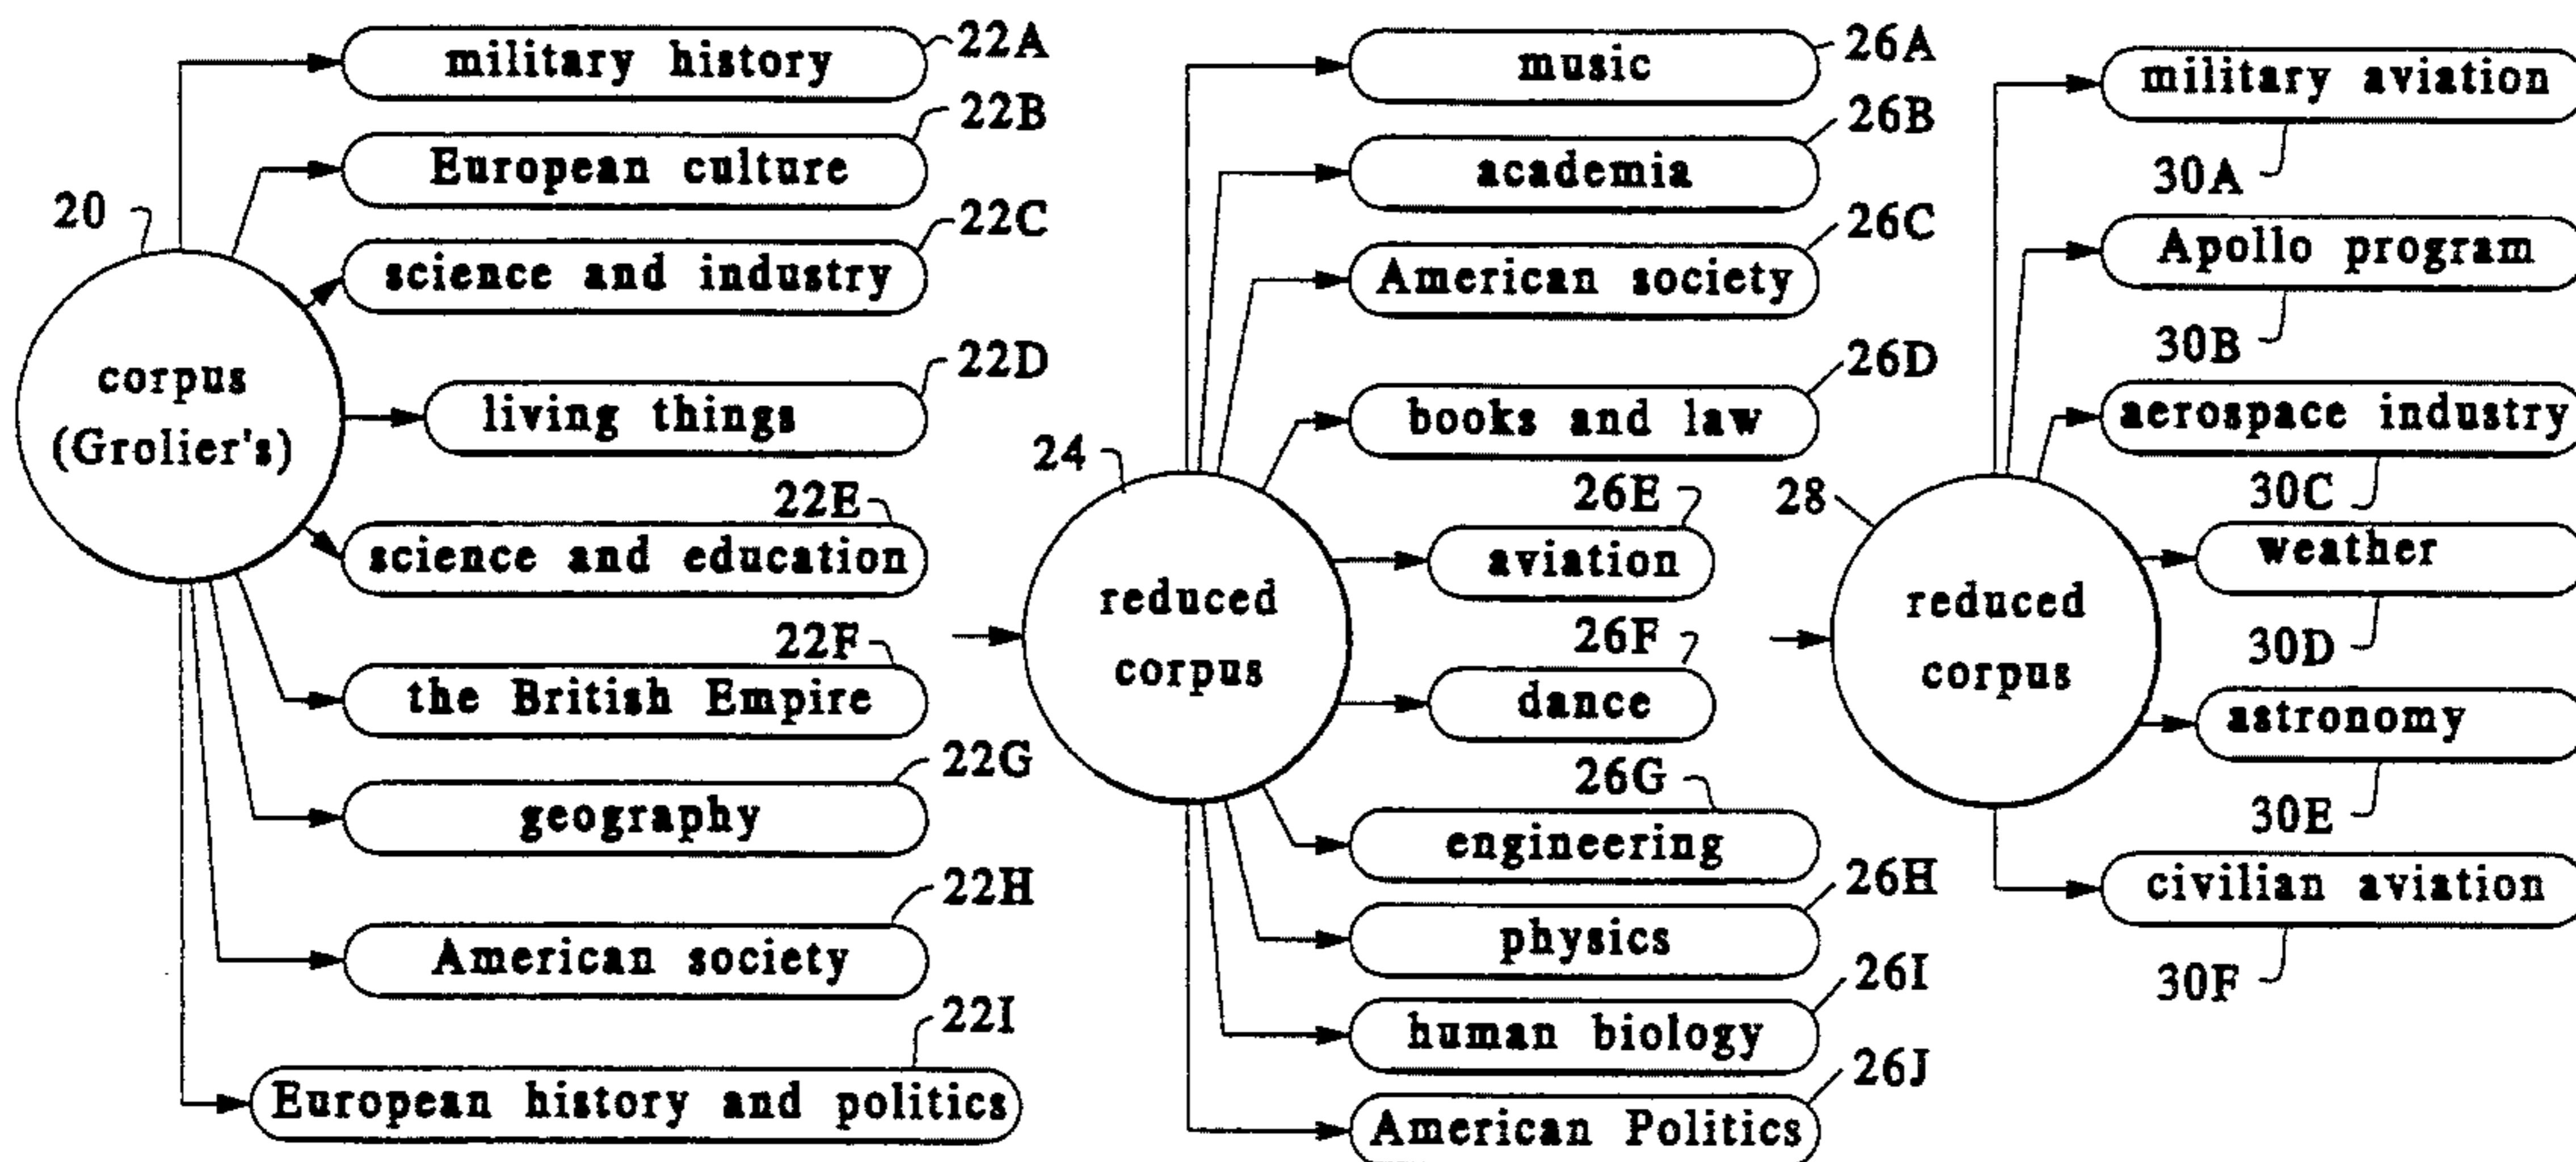 military history
22A
European culture
22B
20
science and industry
22C
corpus
(Grolier's)
living things
22D
22E
science and education
22F
the British Empire
22G
geography
22H
American society
22I
European history and politics
music
26A
academia
26B
American society
26C
books and law
26D
24
26E
aviation
reduced
corpus
26F
dance
26G
engineering
26H
physics
26I
human biology
26J
American Politics
military aviation
30A
Apollo program
30B
aerospace industry
30C
28
weather
30D
reduced
corpus
astronomy
30E
civilian aviation
30F